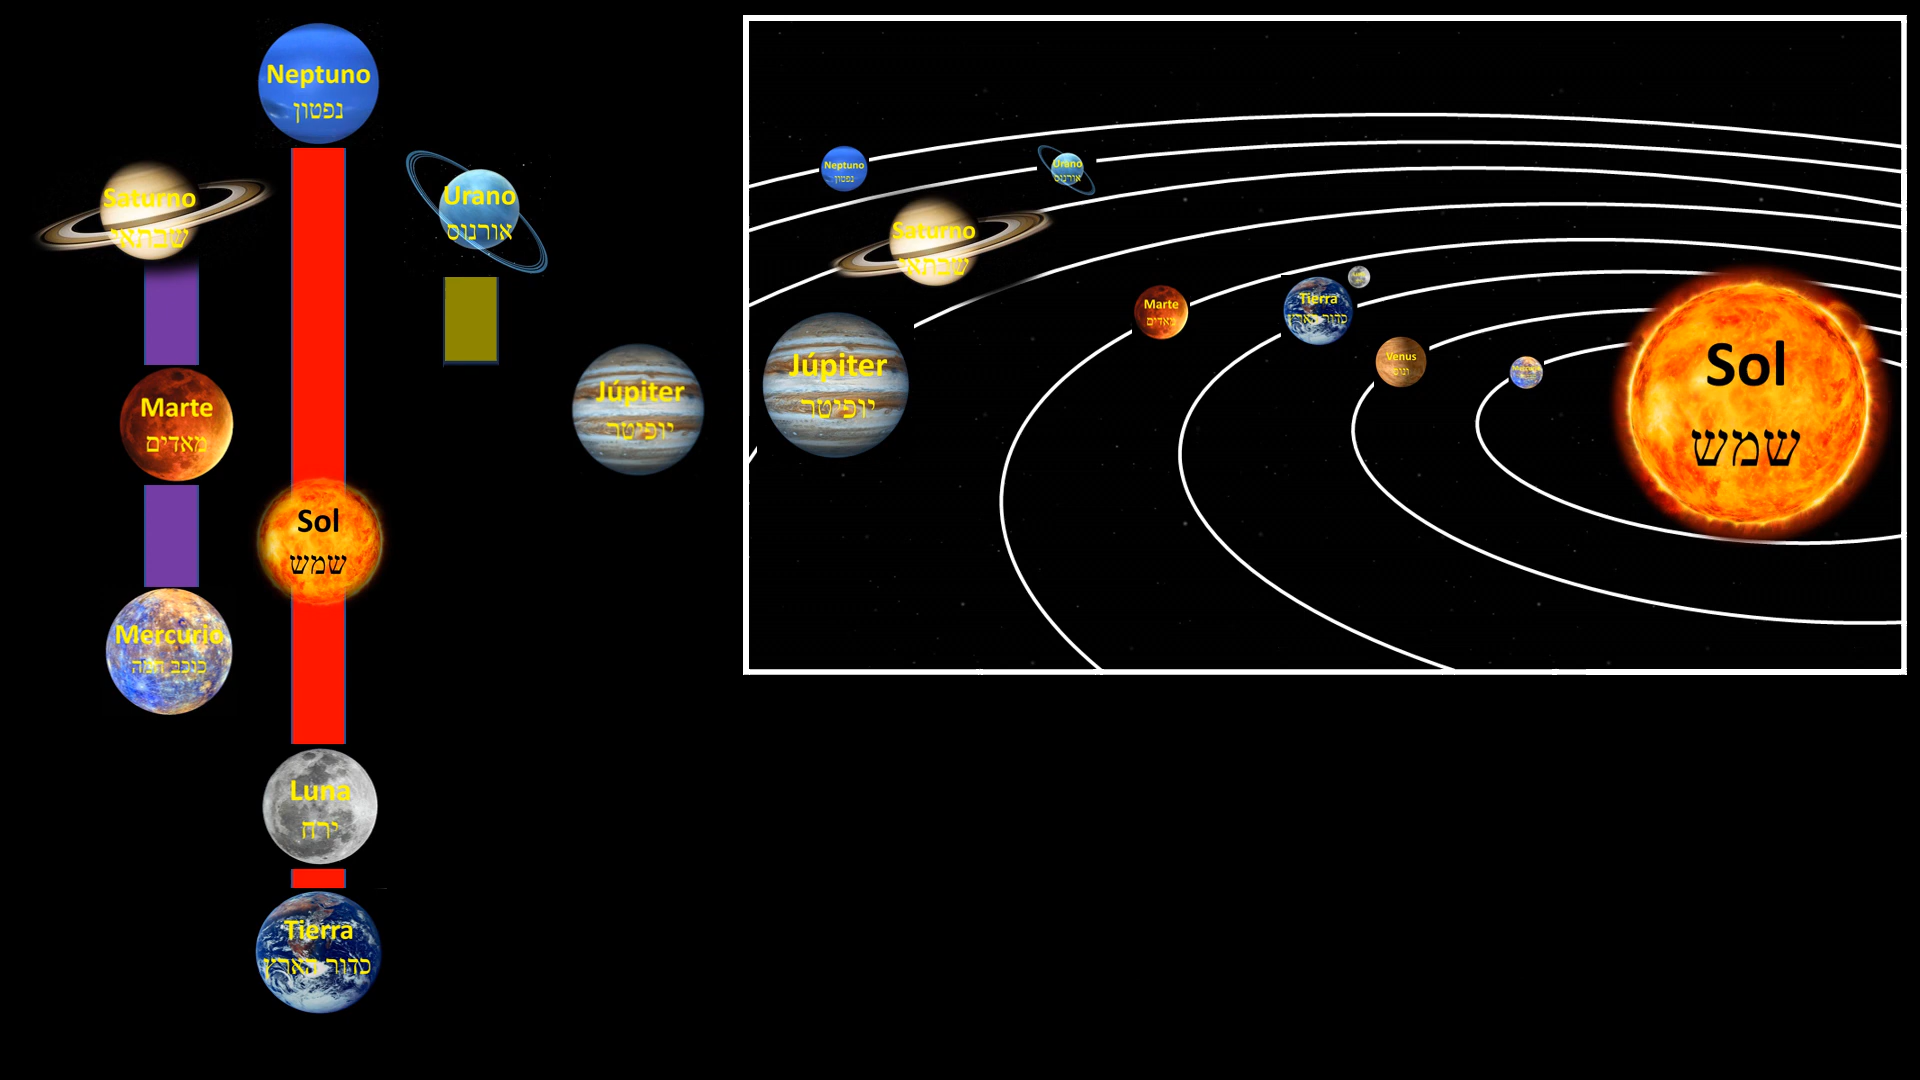 Neptuno
נפטון
Saturno
שבתאי
Urano
אורנוס
Marte
מאדים
Júpiter
יופיטר
Sol
שמש
Mercurio
כוכב חמה
Luna
ירח
Tierra
כדור הארץ
Neptuno
נפטון
Urano
אורנוס
Saturno
שבתאי
Marte
מאדים
Tierra
כדור הארץ
Júpiter
יופיטר
Venus
ונוס
Mercurio
Sol
שמש